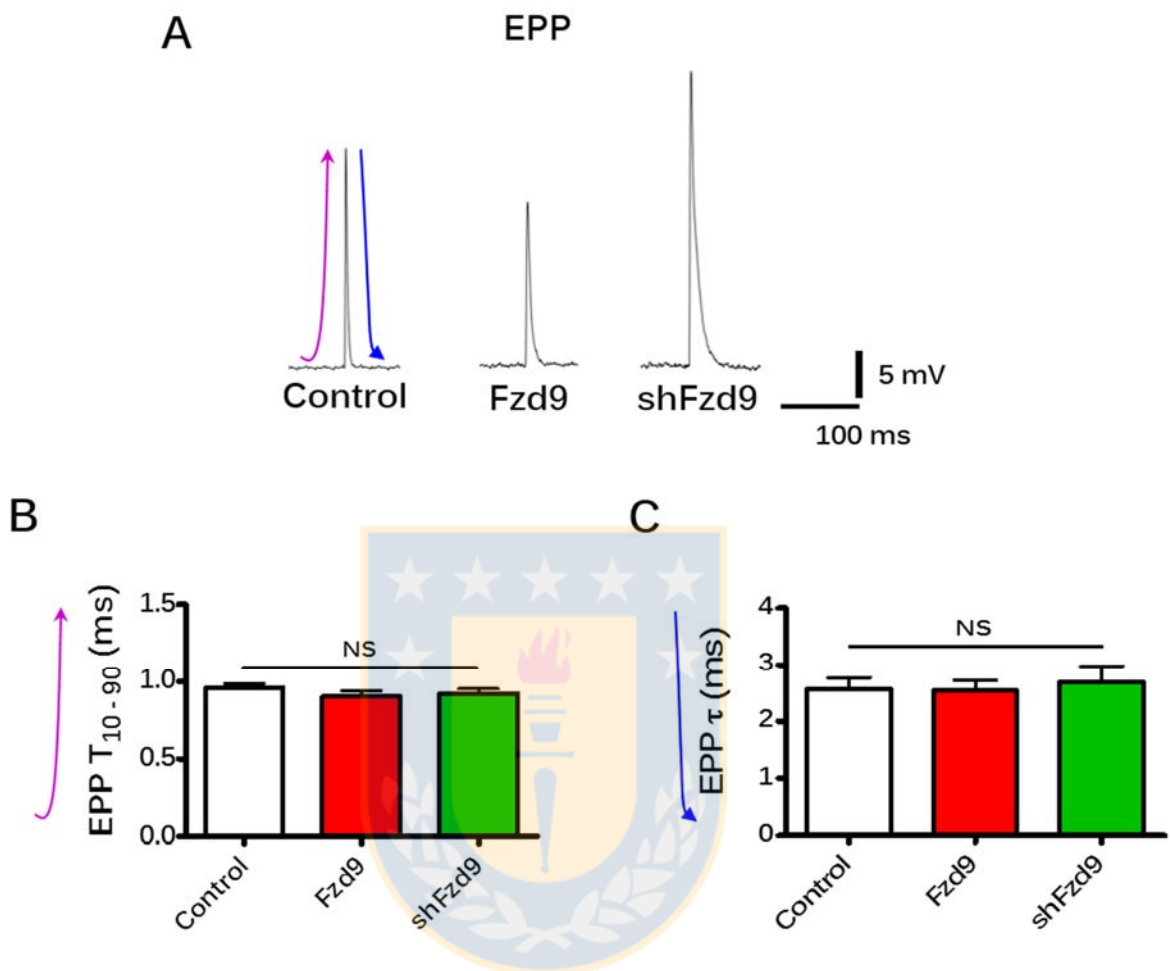 A
EPP
Control
Fzd9
shFzd9
5 mV
100 ms
B
EPP T10 - 90 (ms)
1.5
1.0
0.5
0.0
NS
Control
Fzd9
shFzd9
C
EPP τ (ms)
4
3
2
1
0
NS
Control
Fzd9
shFzd9